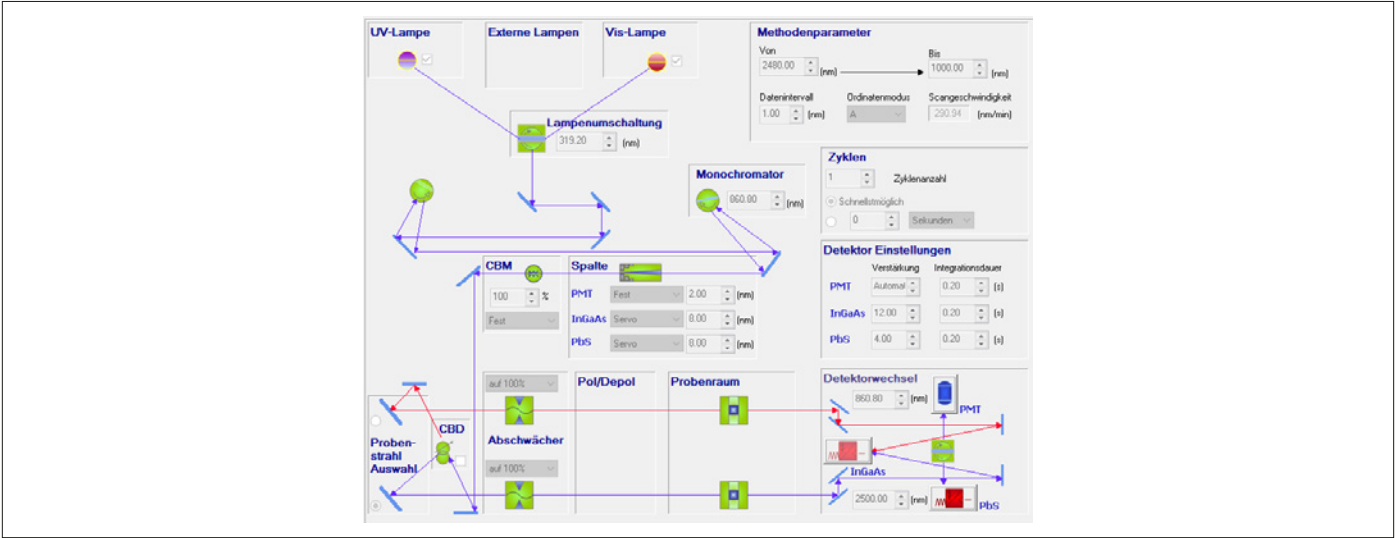 UV-Lampe
Externe Lampen
Vis-Lampe
Methodenparameter
Von
Bis
2480.00 (nm)
1000.00 (nm)
Datenintervall
Ordinatenmodus
Scangeschwindigkeit
1.00 (nm)
A
290.94 (nm/min)
Lampenumschaltung
319.20 (nm)
Monochromator
860.00 (nm)
Zyklen
1 Zyklenanzahl
Schnellstmöglich
0 Sekunden
CBM
100 %
Fest
Spalte
PMT Fest 2.00 (nm)
InGaAs Servo 8.00 (nm)
PbS Servo 8.00 (nm)
Detektor Einstellungen
Verstärkung Integrationsdauer
PMT Automat 0.20 (s)
InGaAs 12.00 0.20 (s)
PbS 4.00 0.20 (s)
auf 100%
Pol/Depol
Probenraum
Detektorwechsel
860.80 (nm)
PMT
CBD
Proben-
strahl
Auswahl
Abschwächer
auf 100%
InGaAs
2500.00 (nm)
PbS